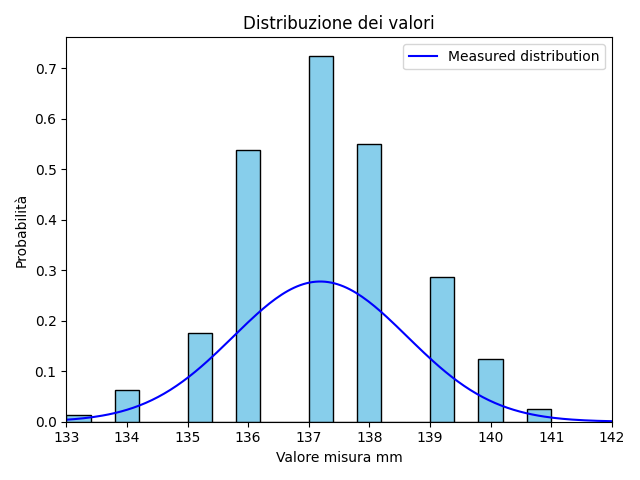 Distribuzione dei valori
Measured distribution
Probabilità
0.7
0.6
0.5
0.4
0.3
0.2
0.1
0.0
133 134 135 136 137 138 139 140 141 142
Valore misura mm